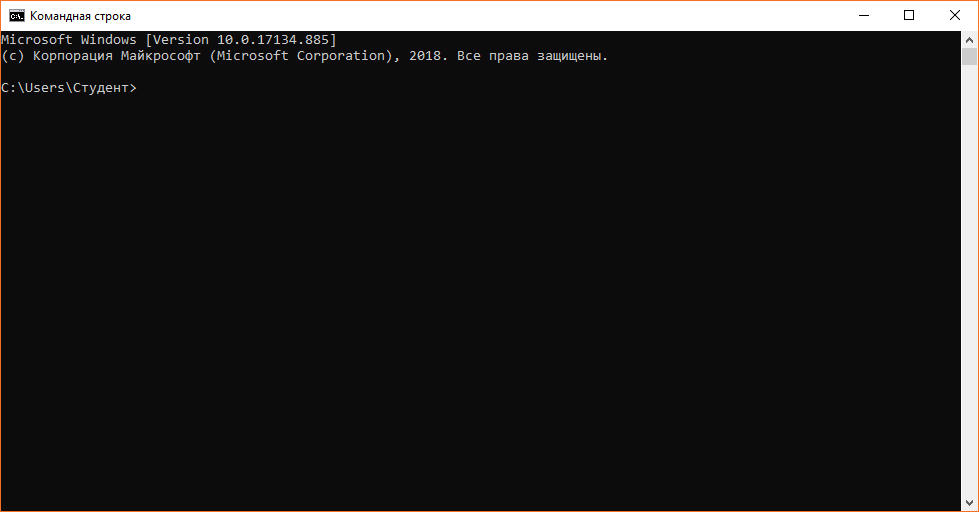 Командная строка
Microsoft Windows [Version 10.0.17134.885]
(c) Корпорация Майкрософт (Microsoft Corporation), 2018. Все права защищены.
C:\Users\Студент>